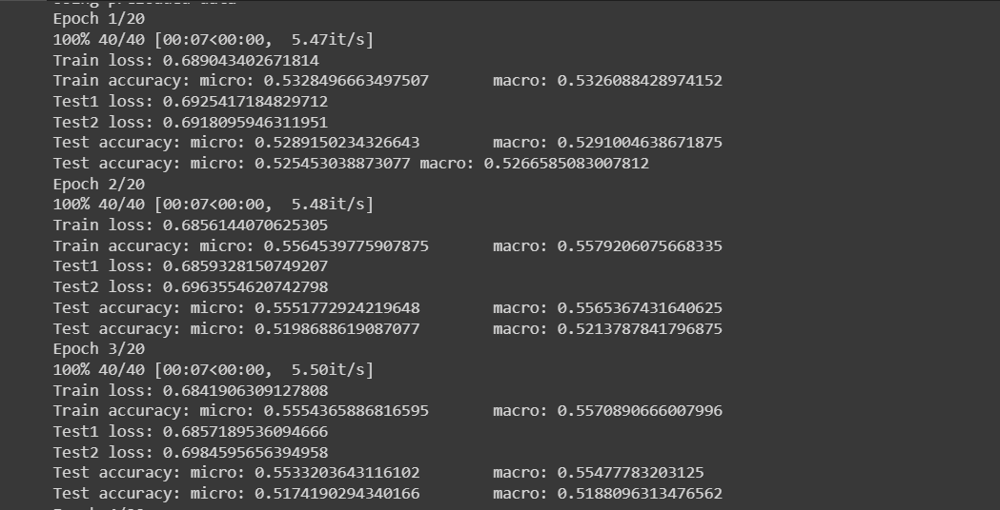 Epoch 1/20
100% 40/40 [00:07<00:00, 5.47it/s]
Train loss: 0.689043402671814
Train accuracy: micro: 0.5328496663497507 macro: 0.5326088428974152
Test1 loss: 0.6925417184829712
Test2 loss: 0.6918095946311951
Test accuracy: micro: 0.5289150234326643 macro: 0.5291004638671875
Test accuracy: micro: 0.525453038873077 macro: 0.5266585083007812
Epoch 2/20
100% 40/40 [00:07<00:00, 5.48it/s]
Train loss: 0.6856144070625305
Train accuracy: micro: 0.5564539775907875 macro: 0.5579206075668335
Test1 loss: 0.6859328150749207
Test2 loss: 0.6963554620742798
Test accuracy: micro: 0.5551772924219648 macro: 0.5565367431640625
Test accuracy: micro: 0.5198688619087077 macro: 0.5213787841796875
Epoch 3/20
100% 40/40 [00:07<00:00, 5.50it/s]
Train loss: 0.6841906309127808
Train accuracy: micro: 0.5554365886816595 macro: 0.5570890666007996
Test1 loss: 0.6857189536094666
Test2 loss: 0.6984595656394958
Test accuracy: micro: 0.5533203643116102 macro: 0.55477783203125
Test accuracy: micro: 0.5174190294340166 macro: 0.5188096313476562